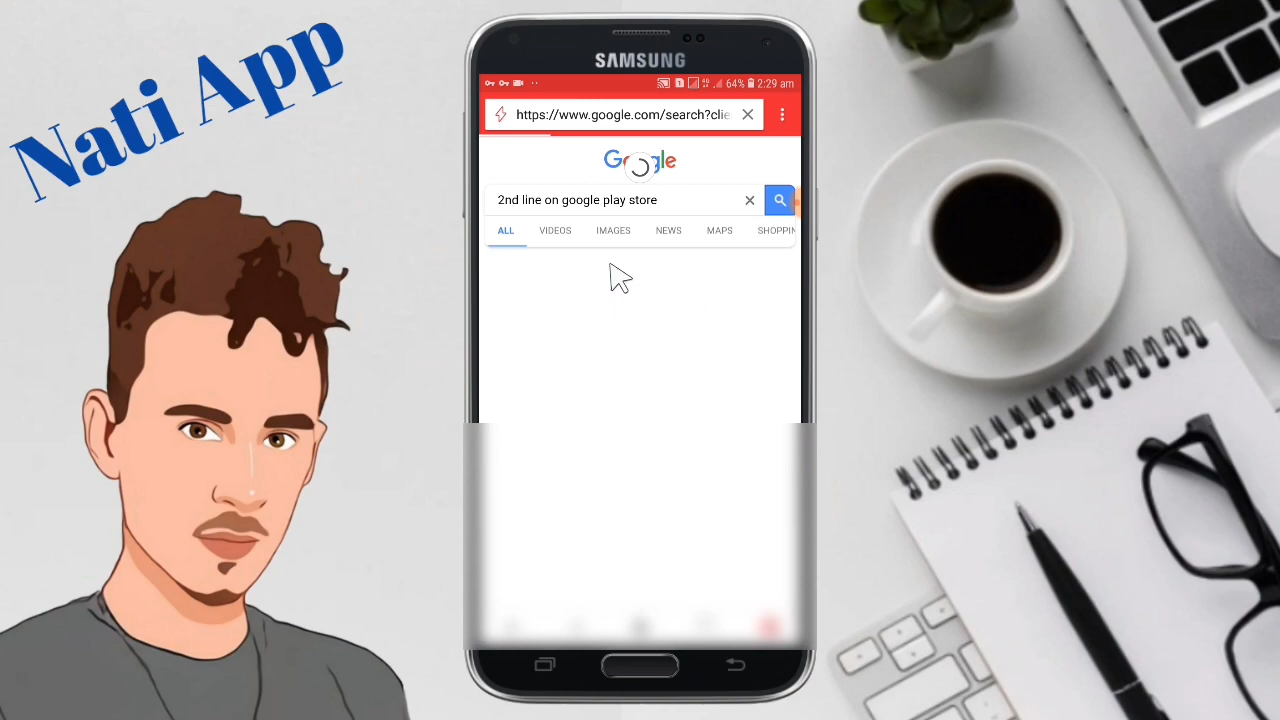 Nati App
SAMSUNG
64% 2:29 am
https://www.google.com/search?clie
Google
2nd line on google play store
ALL VIDEOS IMAGES NEWS MAPS SHOPPIN